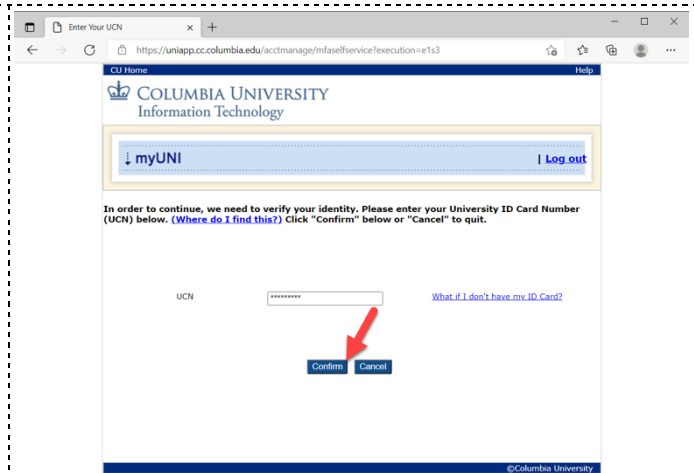 Enter Your UCN
https://uniapp.cc.columbia.edu/acctmanage/mfaselfservice?execution=e1s3
CU Home Help
COLUMBIA UNIVERSITY
Information Technology
myUNI | Log out
In order to continue, we need to verify your identity. Please enter your University ID Card Number
(UCN) below. (Where do I find this?) Click "Confirm" below or "Cancel" to quit.
UCN ********* What if I don't have my ID Card?
Confirm Cancel
©Columbia University